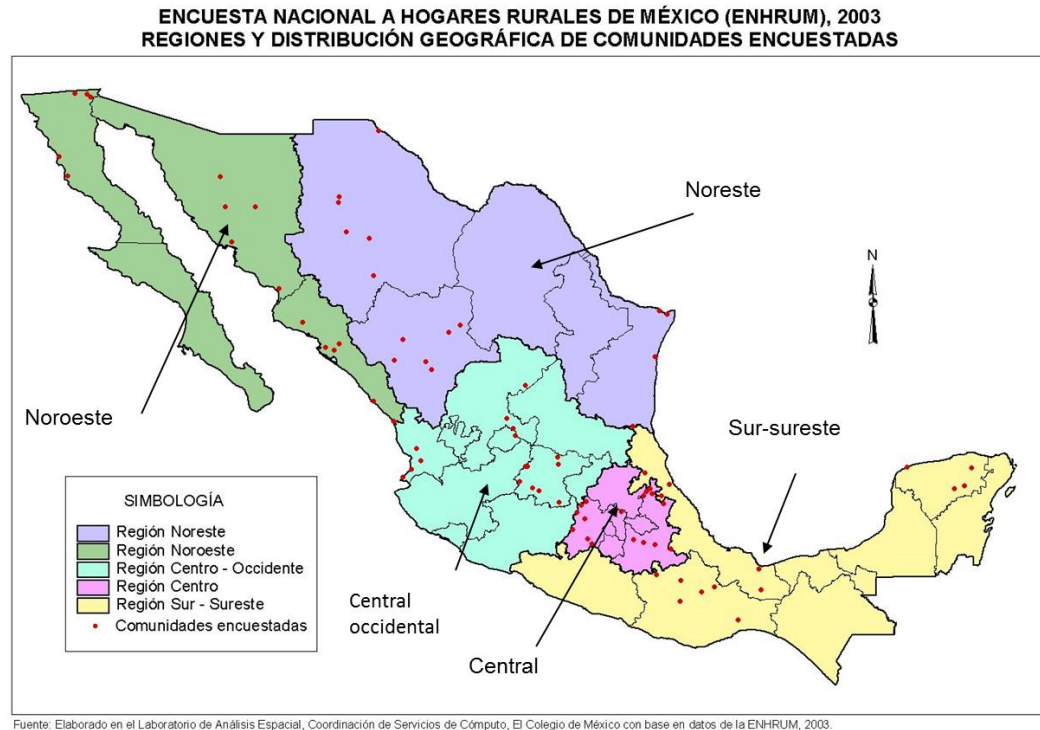 ENCUESTA NACIONAL A HOGARES RURALES DE MÉXICO (ENHRUM), 2003
REGIONES Y DISTRIBUCIÓN GEOGRÁFICA DE COMUNIDADES ENCUESTADAS
Noreste
N
Noroeste
Sur-sureste
SIMBOLOGÍA
Región Noreste
Región Noroeste
Región Centro - Occidente
Región Centro
Región Sur - Sureste
Comunidades encuestadas
Central
occidental
Central
Fuente: Elaborado en el Laboratorio de Análisis Espacial, Coordinación de Servicios de Cómputo, El Colegio de México con base en datos de la ENHRUM, 2003.